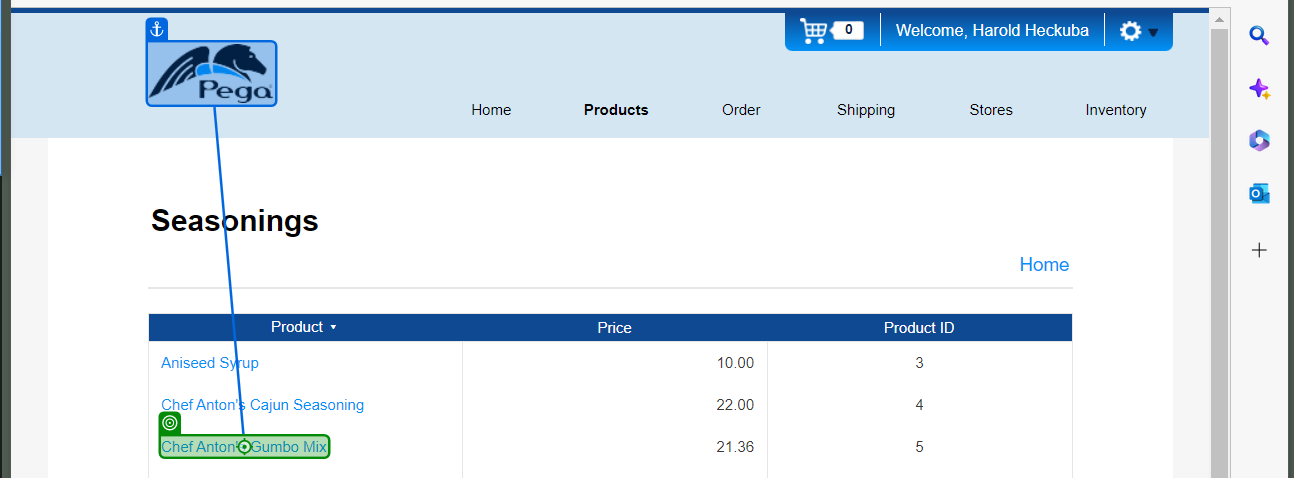 0 Welcome, Harold Heckuba
Pega
Home Products Order Shipping Stores Inventory
Seasonings
Home
Product Price Product ID
Aniseed Syrup 10.00 3
Chef Anton's Cajun Seasoning 22.00 4
Chef Anton's Gumbo Mix 21.36 5